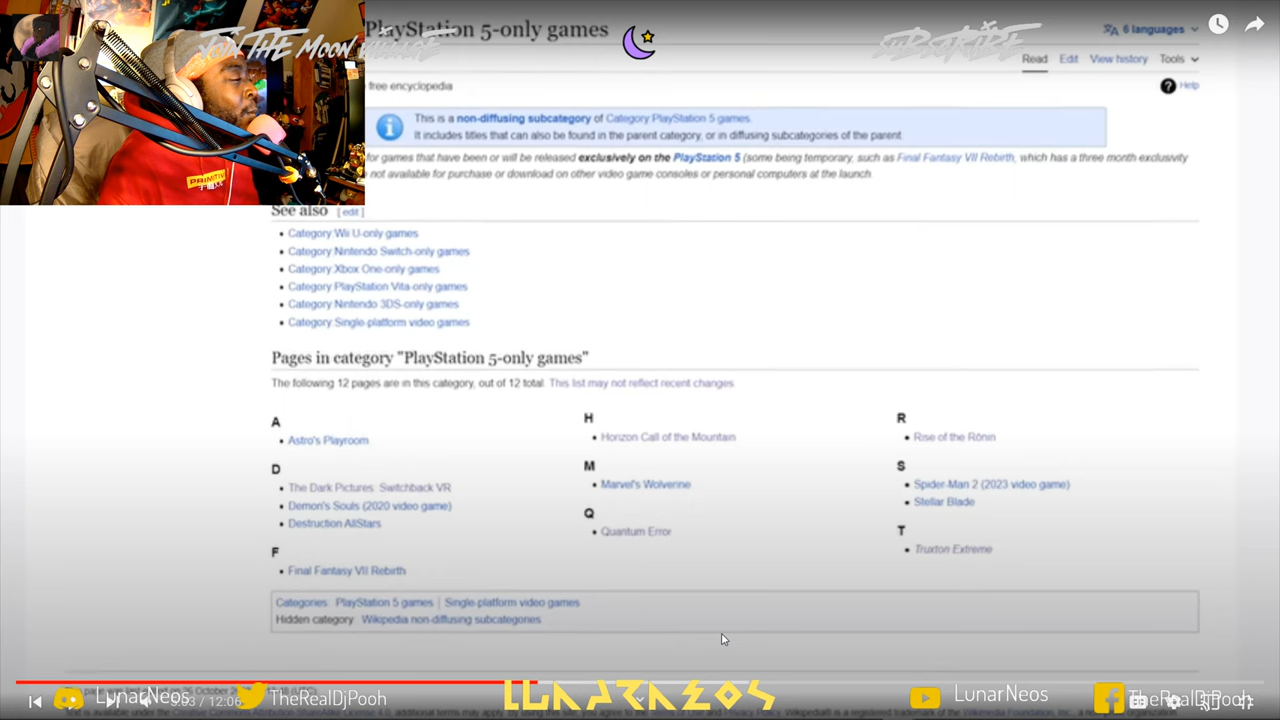 JOIN THE MOON VILLAGE
PlayStation 5-only games
SUBSCRIBE
6 languages
Read Edit View history Tools
free encyclopedia
Help
This is a non-diffusing subcategory of Category PlayStation 5 games.
It includes titles that can also be found in the parent category, or in diffusing subcategories of the parent.
for games that have been or will be released exclusively on the PlayStation 5 (some being temporary, such as Final Fantasy VII Rebirth, which has a three month exclusivity
not available for purchase or download on other video game consoles or personal computers at the launch
PRIMITIVE
See also [ edit ]
Category Wii U-only games
Category Nintendo Switch-only games
Category Xbox One-only games
Category PlayStation Vita-only games
Category Nintendo 3DS-only games
Category Single-platform video games
Pages in category "PlayStation 5-only games"
The following 12 pages are in this category, out of 12 total. This list may not reflect recent changes
A
Astro's Playroom
D
The Dark Pictures: Switchback VR
Demon's Souls (2020 video game)
Destruction AllStars
F
Final Fantasy VII Rebirth
H
Horizon Call of the Mountain
M
Marvel's Wolverine
Q
Quantum Error
R
Rise of the Rōnin
S
Spider-Man 2 (2023 video game)
Stellar Blade
T
Truxton Extreme
Categories: PlayStation 5 games | Single-platform video games
Hidden category Wikipedia non-diffusing subcategories
LunarNeos
/ 12:06
TheRealDjPooh
LUNARNEOS
LunarNeos
TheRealDjPooh